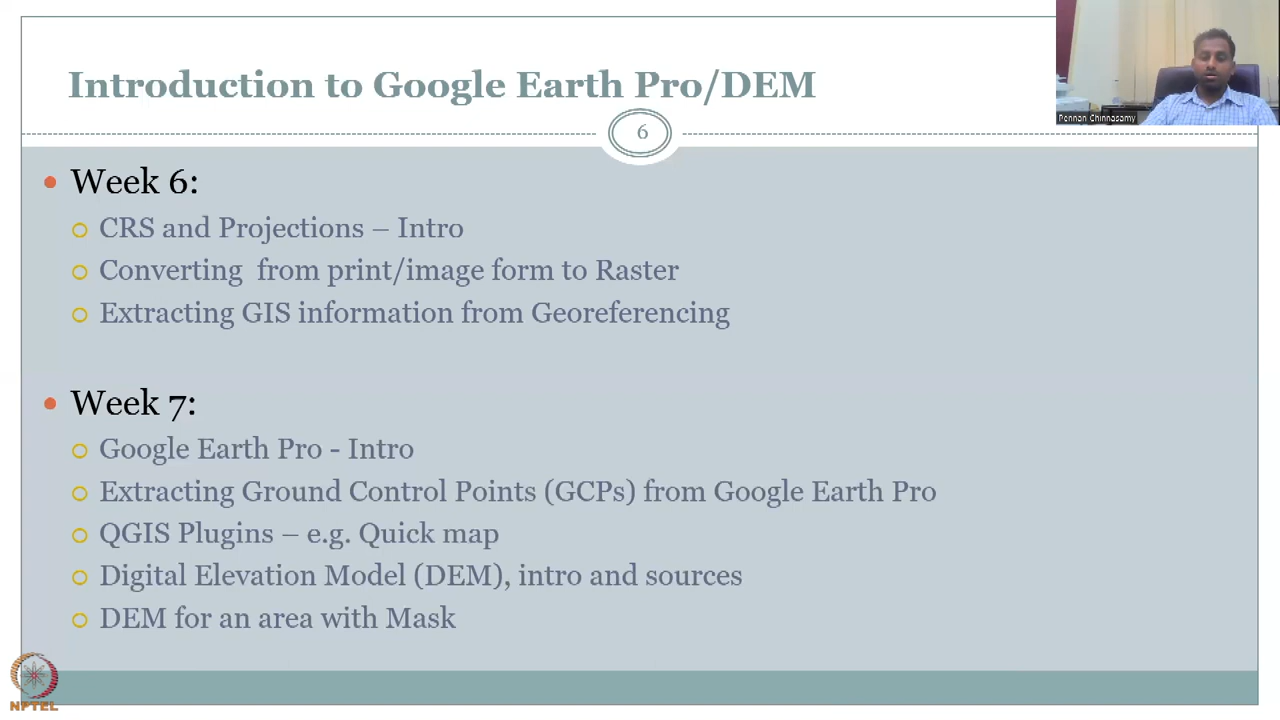 Introduction to Google Earth Pro/DEM
Pennan Chinnasamy
6
Week 6:
CRS and Projections – Intro
Converting from print/image form to Raster
Extracting GIS information from Georeferencing
Week 7:
Google Earth Pro - Intro
Extracting Ground Control Points (GCPs) from Google Earth Pro
QGIS Plugins – e.g. Quick map
Digital Elevation Model (DEM), intro and sources
DEM for an area with Mask
NPTEL